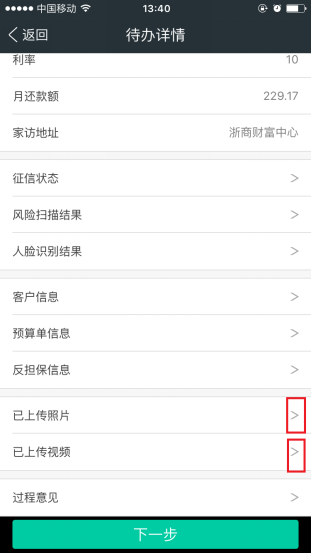 中国移动 13:40
返回 待办详情
利率 10
月还款额 229.17
家访地址 浙商财富中心
征信状态
风险扫描结果
人脸识别结果
客户信息
预算单信息
反担保信息
已上传照片
已上传视频
过程意见
下一步